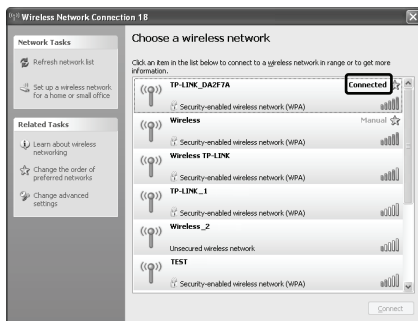 Wireless Network Connection 18
Network Tasks
Refresh network list
Set up a wireless network
for a home or small office
Related Tasks
Learn about wireless
networking
Change the order of
preferred networks
Change advanced
settings
Choose a wireless network
Click an item in the list below to connect to a wireless network in range or to get more
information.
TP-LINK_DA2F7A Connected
Security-enabled wireless network (WPA)
Wireless Manual
Security-enabled wireless network (WPA)
Wireless TP-LINK
Security-enabled wireless network (WPA)
TP-LINK_1
Security-enabled wireless network (WPA)
Wireless_2
Unsecured wireless network
TEST
Security-enabled wireless network (WPA)
Connect